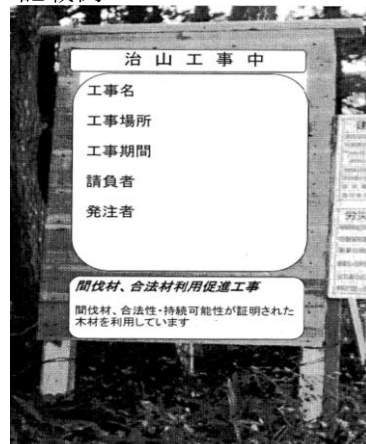 治山工事中
工事名
工事場所
工事期間
請負者
発注者
間伐材、合法材利用促進工事
間伐材、合法性・持続可能性が証明された
木材を利用しています